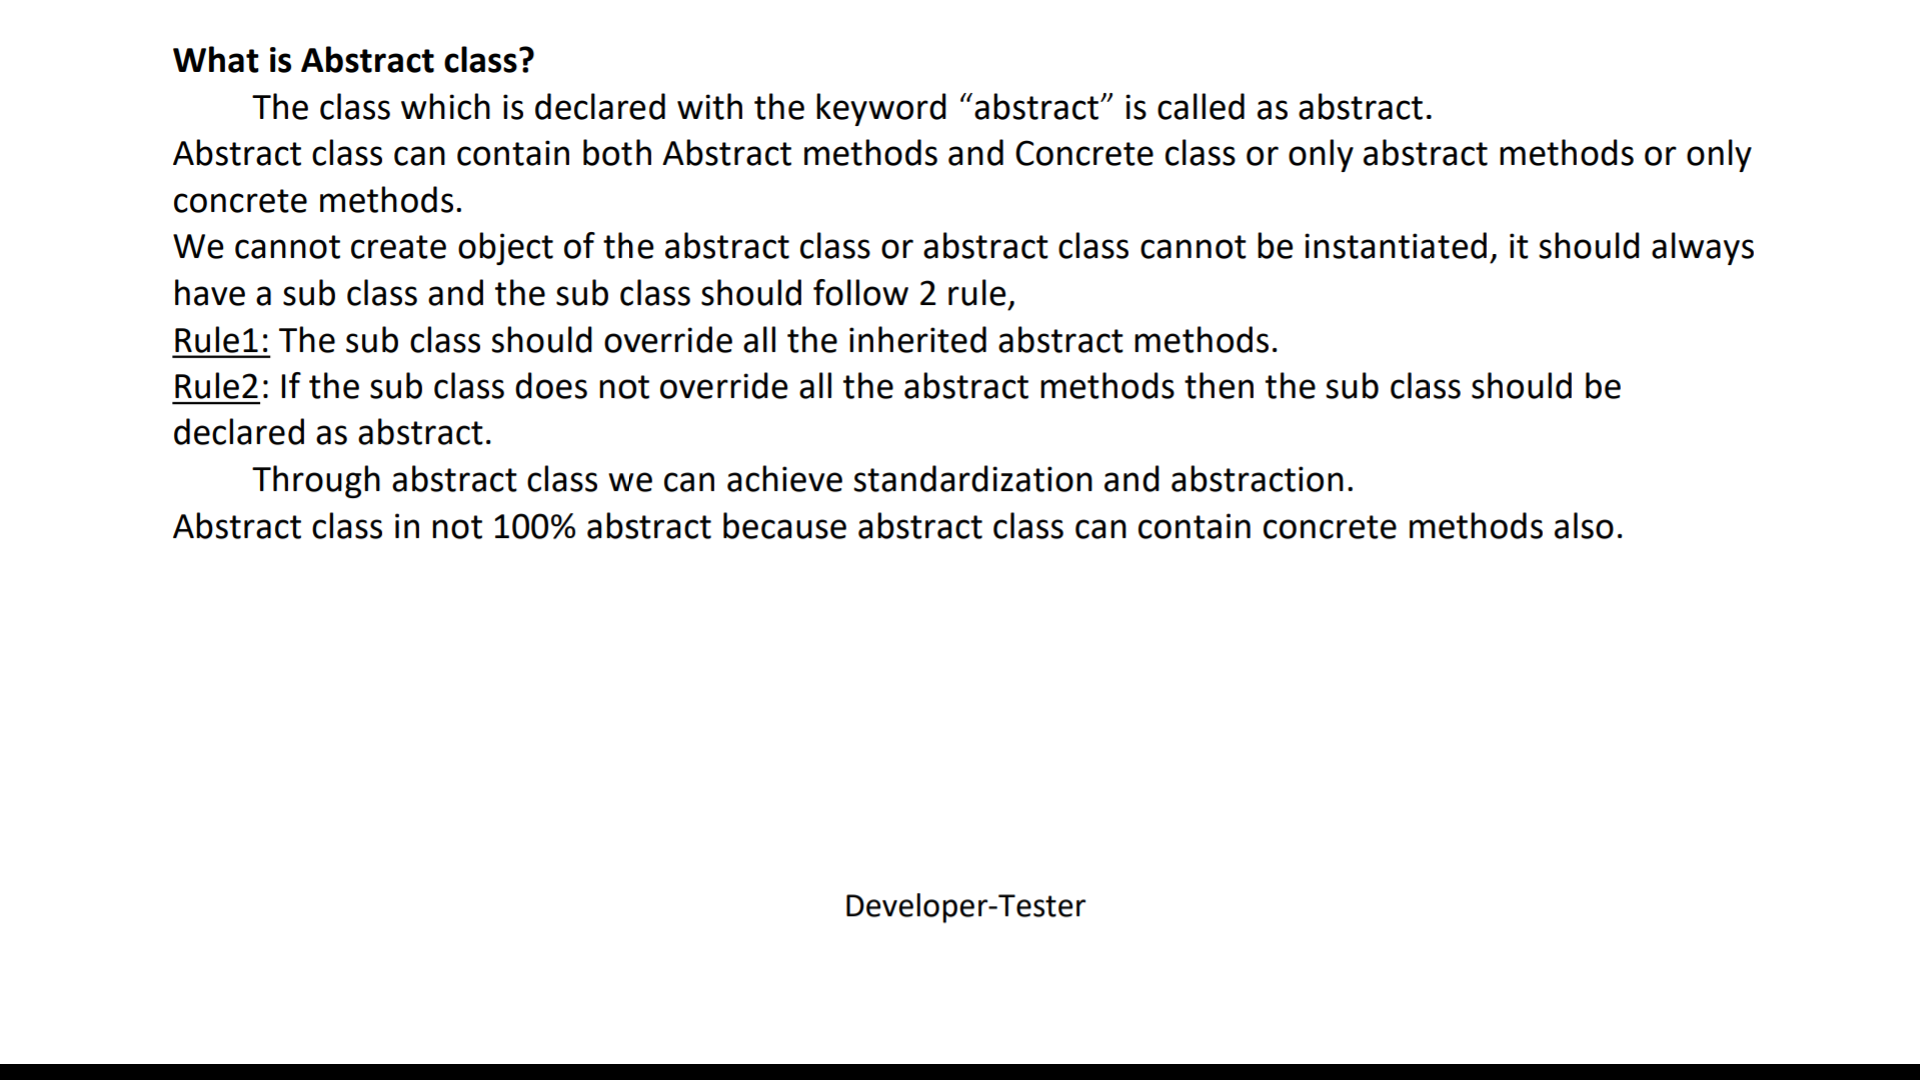 What is Abstract class?
The class which is declared with the keyword “abstract” is called as abstract.
Abstract class can contain both Abstract methods and Concrete class or only abstract methods or only
concrete methods.
We cannot create object of the abstract class or abstract class cannot be instantiated, it should always
have a sub class and the sub class should follow 2 rule,
Rule1: The sub class should override all the inherited abstract methods.
Rule2: If the sub class does not override all the abstract methods then the sub class should be
declared as abstract.
Through abstract class we can achieve standardization and abstraction.
Abstract class in not 100% abstract because abstract class can contain concrete methods also.
Developer-Tester